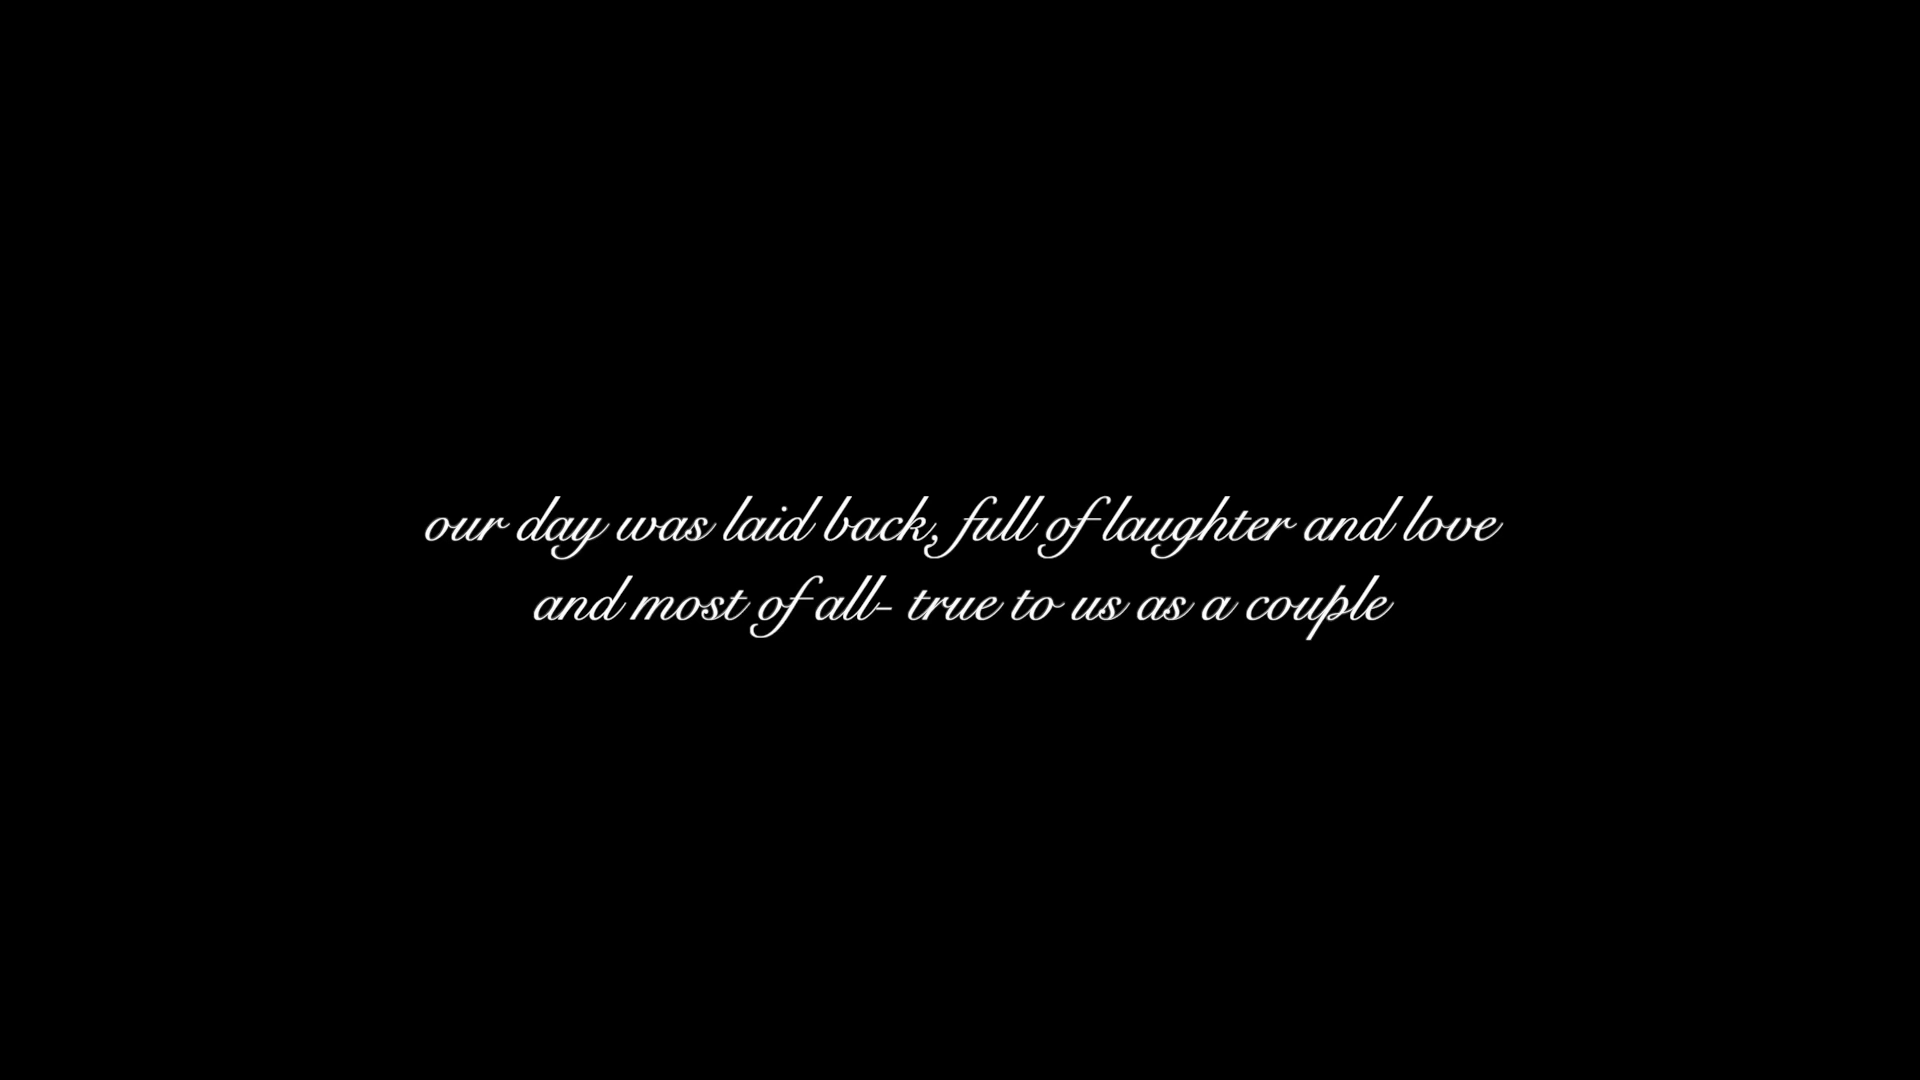 our day was laid back, full of laughter and love
and most of all- true to us as a couple